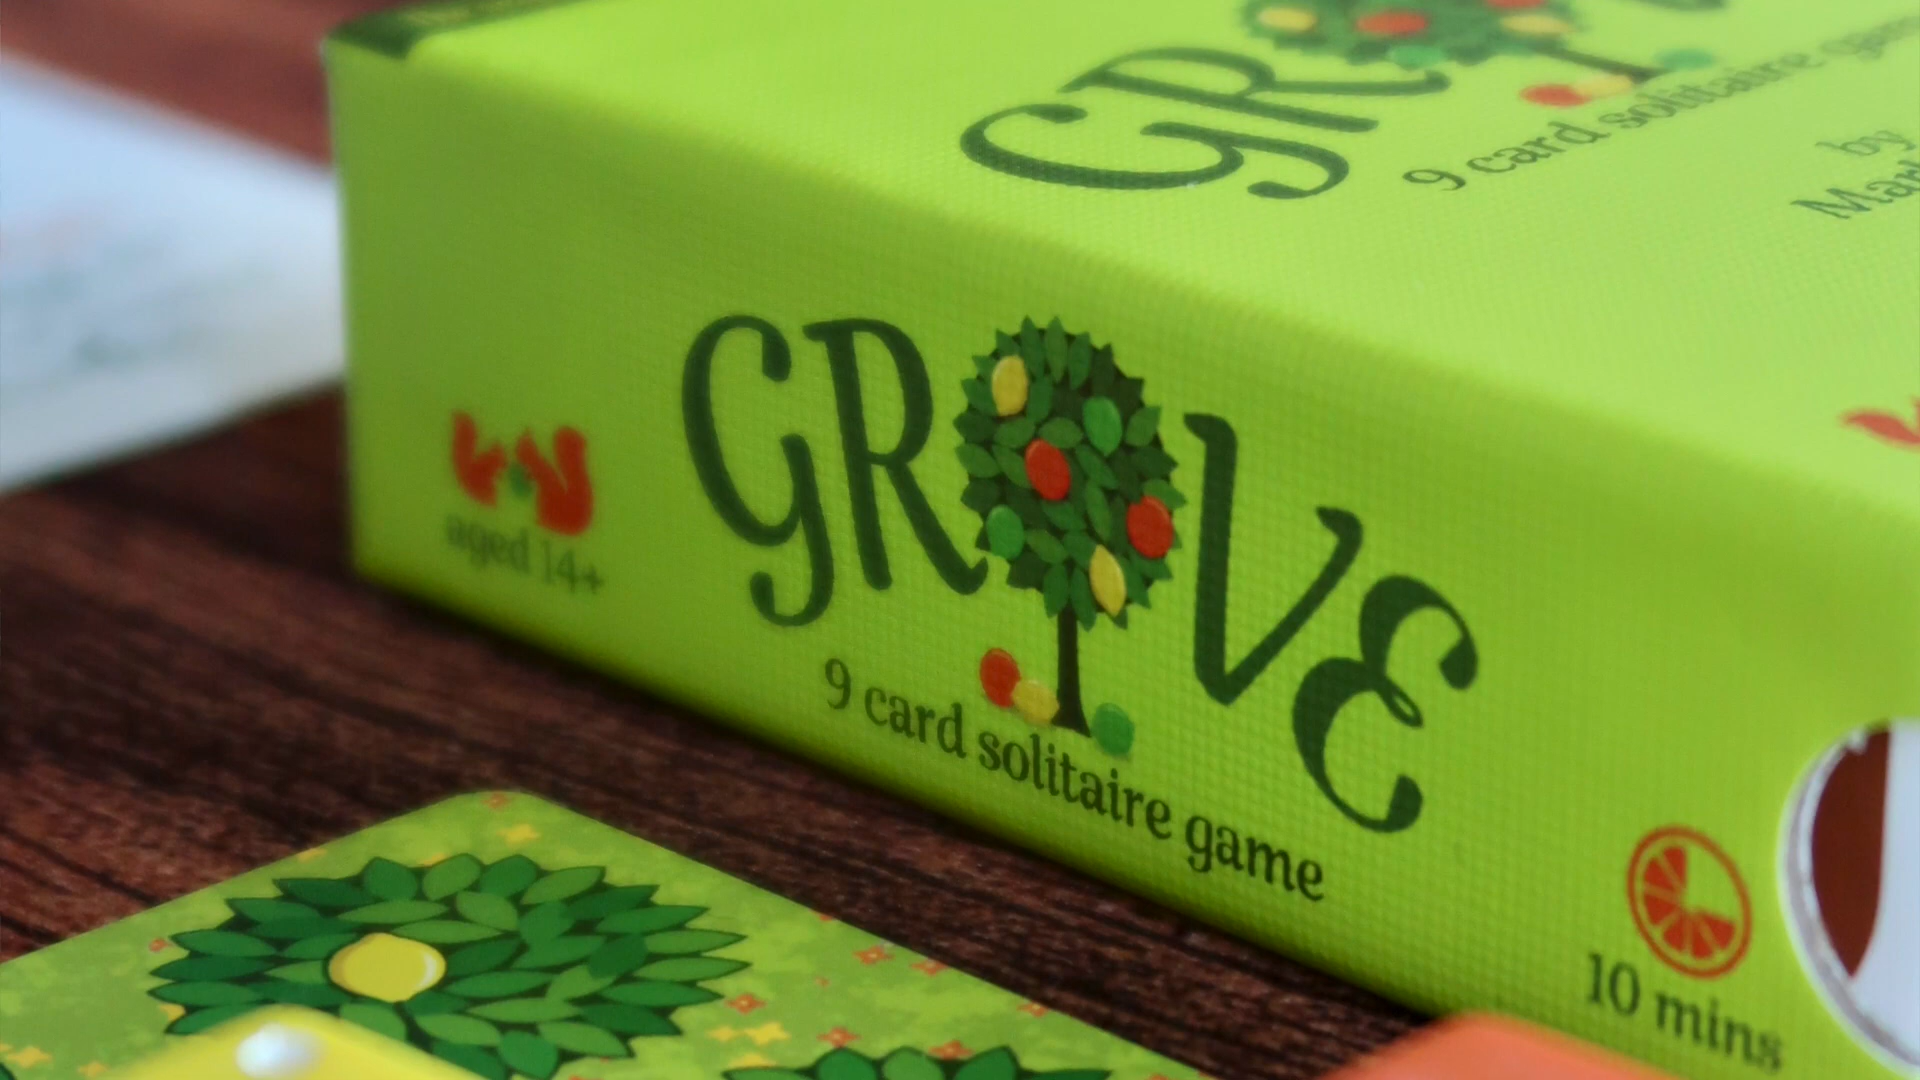 GROVE
9 card solitaire game
by
aged 14+
GROVE
9 card solitaire game
10 mins